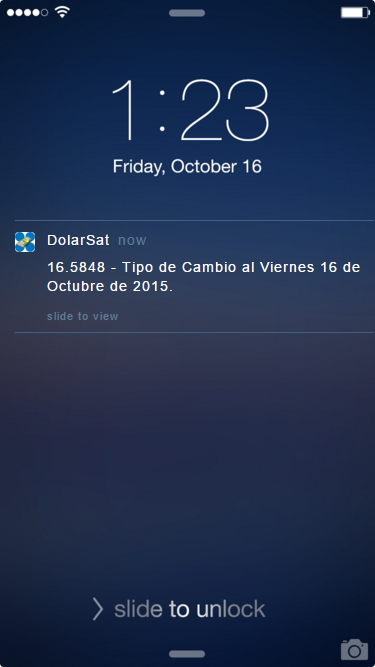 1:23
Friday, October 16
DolarSat now
16.5848 - Tipo de Cambio al Viernes 16 de
Octubre de 2015.
slide to view
slide to unlock